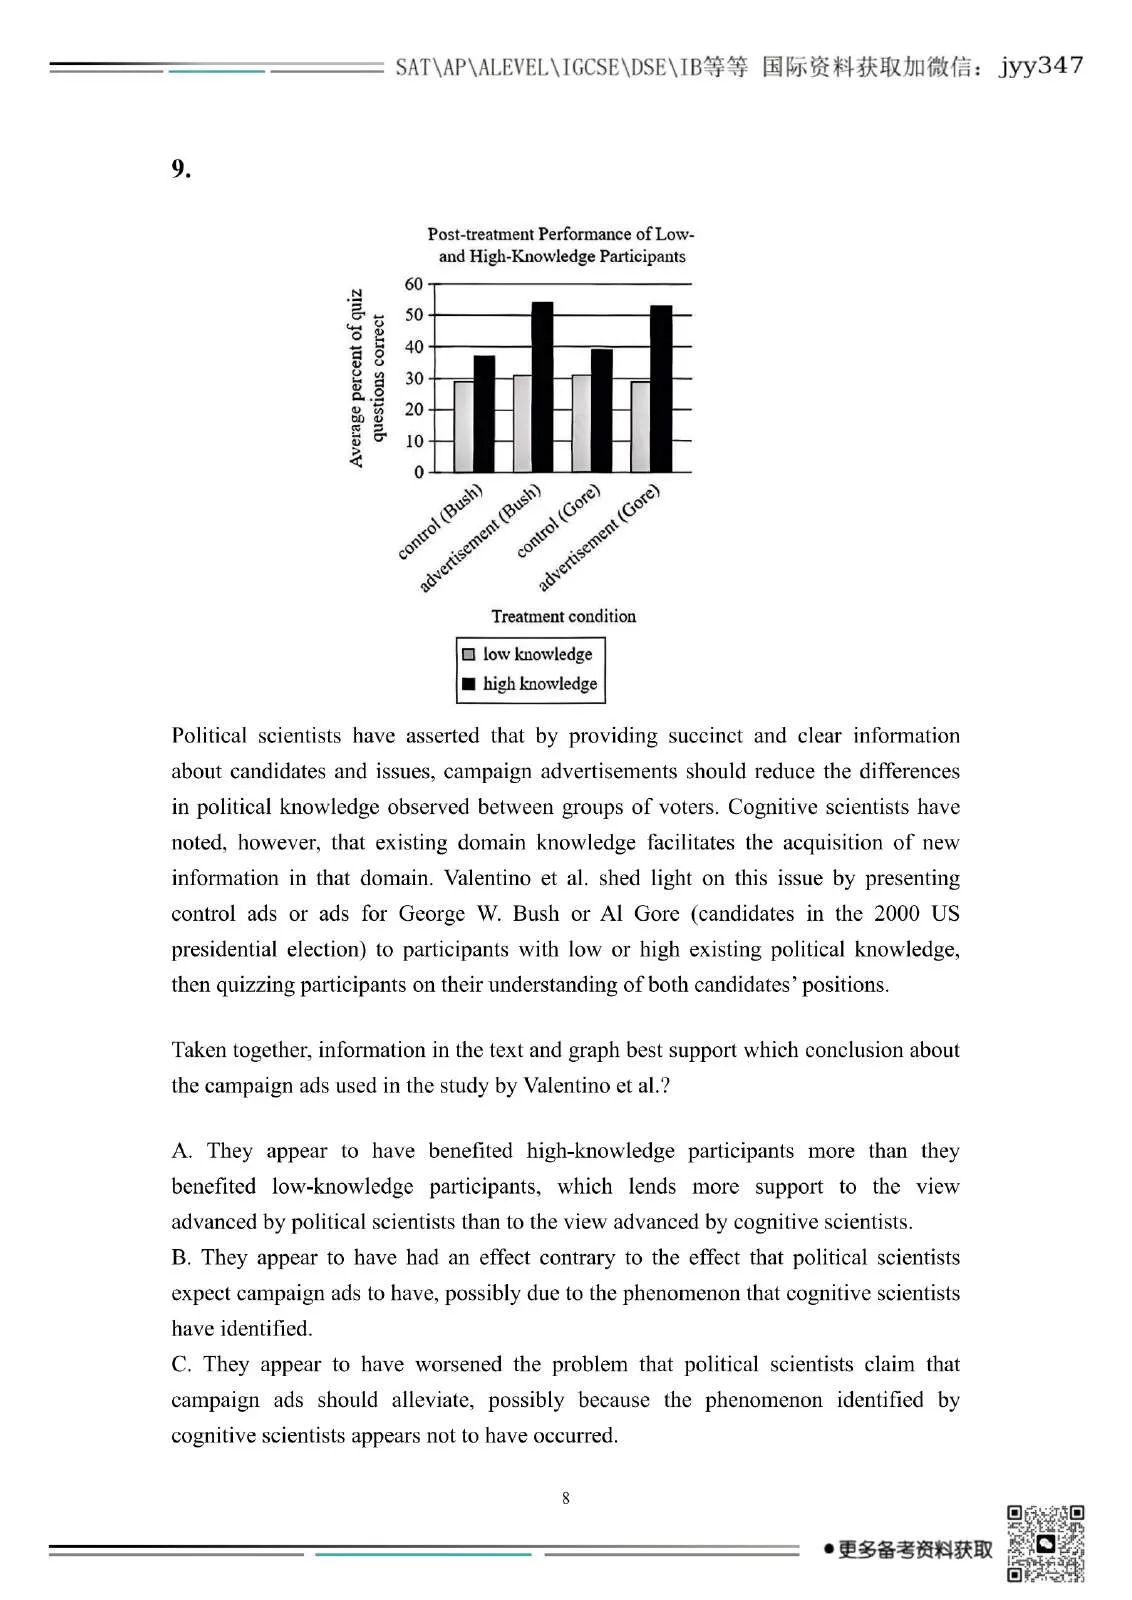 SAT\AP\ALEVEL\IGCSE\DSE\IB等等 国际资料获取加微信：jyy347
9.
Post-treatment Performance of Low-
and High-Knowledge Participants
Average percent of quiz
questions correct
60
50
40
30
20
10
0
control (Bush)
advertisement (Bush)
control (Gore)
advertisement (Gore)
Treatment condition
low knowledge
high knowledge
Political scientists have asserted that by providing succinct and clear information
about candidates and issues, campaign advertisements should reduce the differences
in political knowledge observed between groups of voters. Cognitive scientists have
noted, however, that existing domain knowledge facilitates the acquisition of new
information in that domain. Valentino et al. shed light on this issue by presenting
control ads or ads for George W. Bush or Al Gore (candidates in the 2000 US
presidential election) to participants with low or high existing political knowledge,
then quizzing participants on their understanding of both candidates’ positions.
Taken together, information in the text and graph best support which conclusion about
the campaign ads used in the study by Valentino et al.?
A. They appear to have benefited high-knowledge participants more than they
benefited low-knowledge participants, which lends more support to the view
advanced by political scientists than to the view advanced by cognitive scientists.
B. They appear to have had an effect contrary to the effect that political scientists
expect campaign ads to have, possibly due to the phenomenon that cognitive scientists
have identified.
C. They appear to have worsened the problem that political scientists claim that
campaign ads should alleviate, possibly because the phenomenon identified by
cognitive scientists appears not to have occurred.
8
●更多备考资料获取